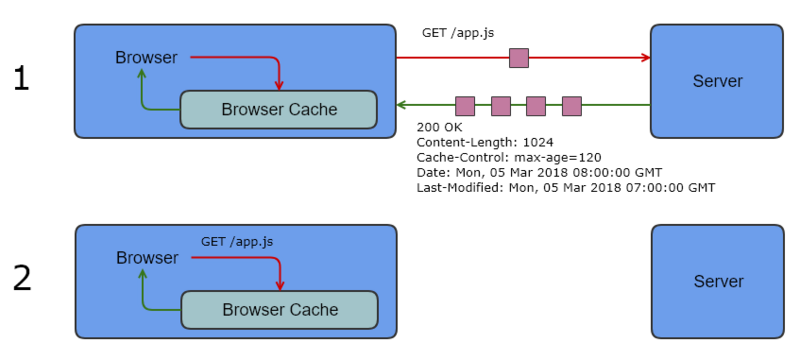 1
Browser
Browser Cache
GET /app.js
Server
200 OK
Content-Length: 1024
Cache-Control: max-age=120
Date: Mon, 05 Mar 2018 08:00:00 GMT
Last-Modified: Mon, 05 Mar 2018 07:00:00 GMT
2
GET /app.js
Browser
Browser Cache
Server